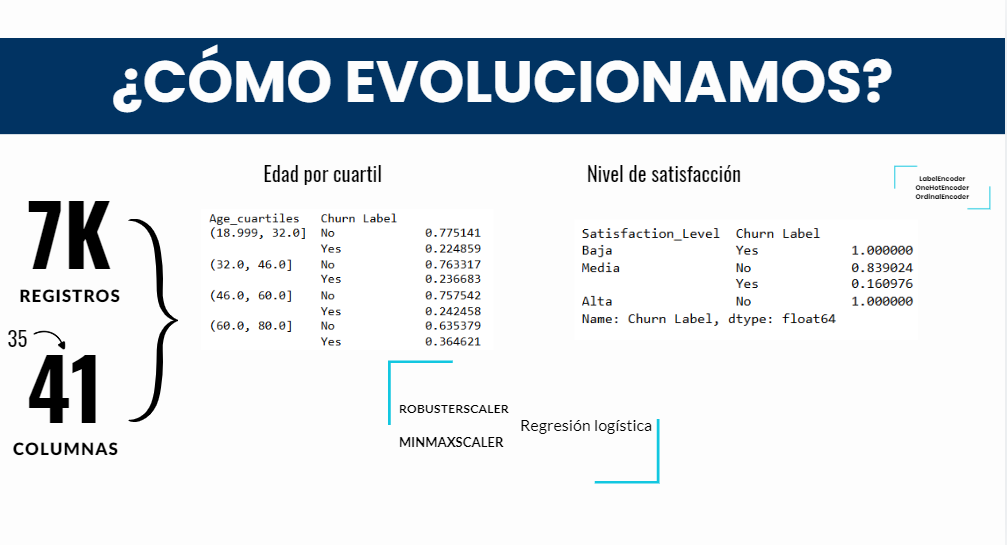 ¿CÓMO EVOLUCIONAMOS?
Edad por cuartil
Nivel de satisfacción
LabelEncoder
OneHotEncoder
OrdinalEncoder
7K
REGISTROS
35
41
COLUMNAS
Age_cuartiles Churn Label
(18.999, 32.0] No 0.775141
Yes 0.224859
(32.0, 46.0] No 0.763317
Yes 0.236683
(46.0, 60.0] No 0.757542
Yes 0.242458
(60.0, 80.0] No 0.635379
Yes 0.364621
Satisfaction_Level Churn Label
Baja Yes 1.000000
Media No 0.839024
Yes 0.160976
Alta No 1.000000
Name: Churn Label, dtype: float64
ROBUSTERSCALER
MINMAXSCALER
Regresión logística